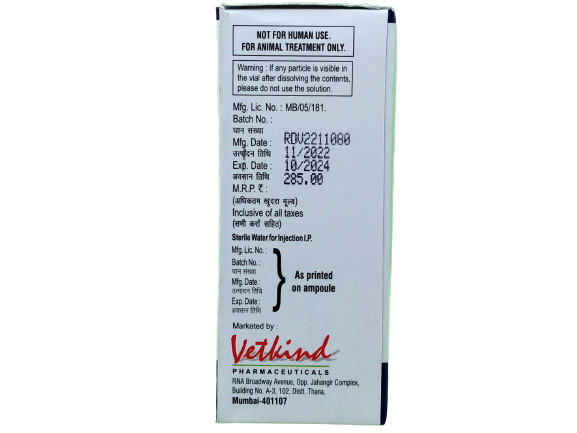 NOT FOR HUMAN USE.
FOR ANIMAL TREATMENT ONLY.
Warning : If any particle is visible in
the vial after dissolving the contents,
please do not use the solution.
Mfg. Lic. No. : MB/05/181.
Batch No. :
घान संख्या
RDV2211080
Mfg. Date :
उत्पादन तिथि
11/2022
Exp. Date :
10/2024
अवसान तिथि
285.00
M.R.P. ₹ :
(अधिकतम खुदरा मूल्य)
Inclusive of all taxes
(सभी करों सहित)
Sterile Water for Injection I.P.
Mfg. Lic. No. :
Batch No. :
घान संख्या
Mfg. Date :
उत्पादन तिथि
Exp. Date :
अवसान तिथि
As printed
on ampoule
Marketed by :
Vetkind
PHARMACEUTICALS
RNA Broadway Avenue, Opp. Jahangir Complex,
Building No. A-3, 102, Distt. Thana,
Mumbai-401107